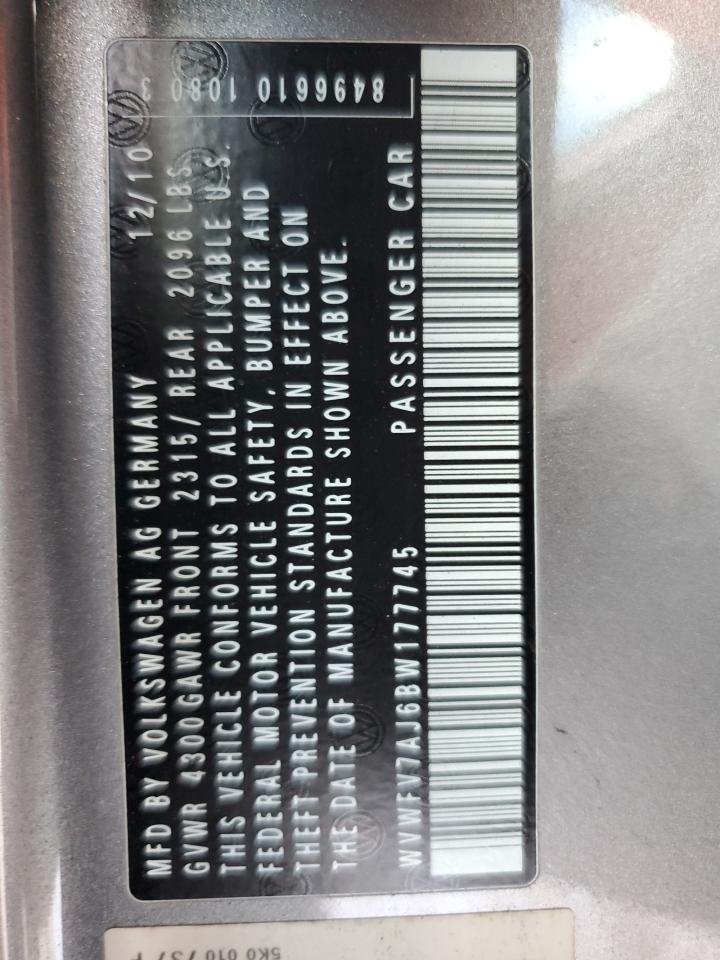 MFD BY VOLKSWAGEN AG GERMANY 12/10
GVWR 4300 GAWR FRONT 2315/ REAR 2096 LBS
THIS VEHICLE CONFORMS TO ALL APPLICABLE U.S.
FEDERAL MOTOR VEHICLE SAFETY, BUMPER AND
THEFT PREVENTION STANDARDS IN EFFECT ON
THE DATE OF MANUFACTURE SHOWN ABOVE.
WVWFV7AJ6BW177745 PASSENGER CAR
8496610 1080 3
5K0 010